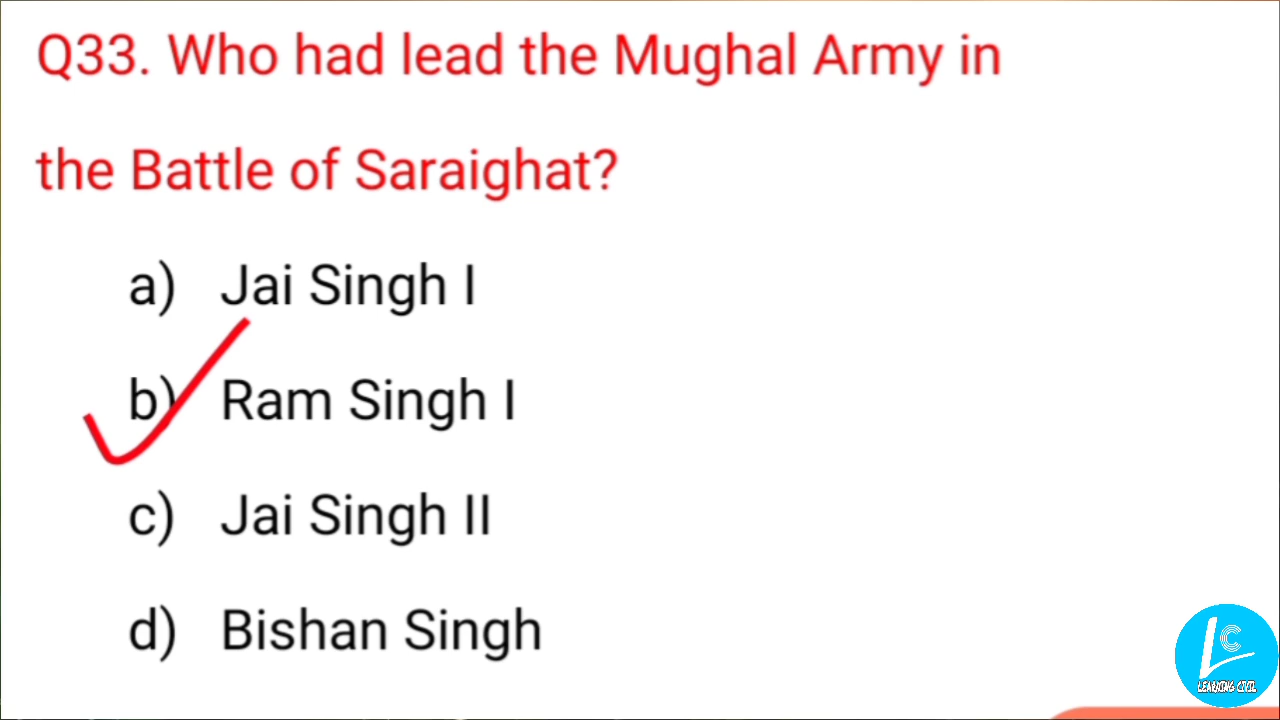 Q33. Who had lead the Mughal Army in
the Battle of Saraighat?
a) Jai Singh I
b) Ram Singh I
c) Jai Singh II
d) Bishan Singh
LC
LEARNING CIVIL